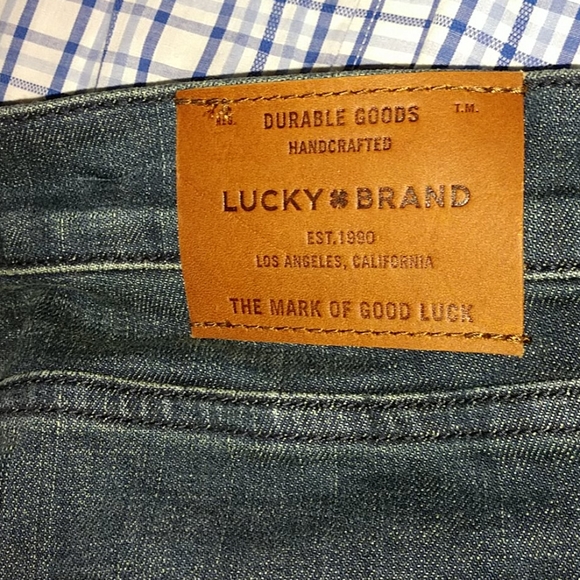 DURABLE GOODS T.M.
HANDCRAFTED
LUCKY BRAND
EST.1990
LOS ANGELES, CALIFORNIA
THE MARK OF GOOD LUCK